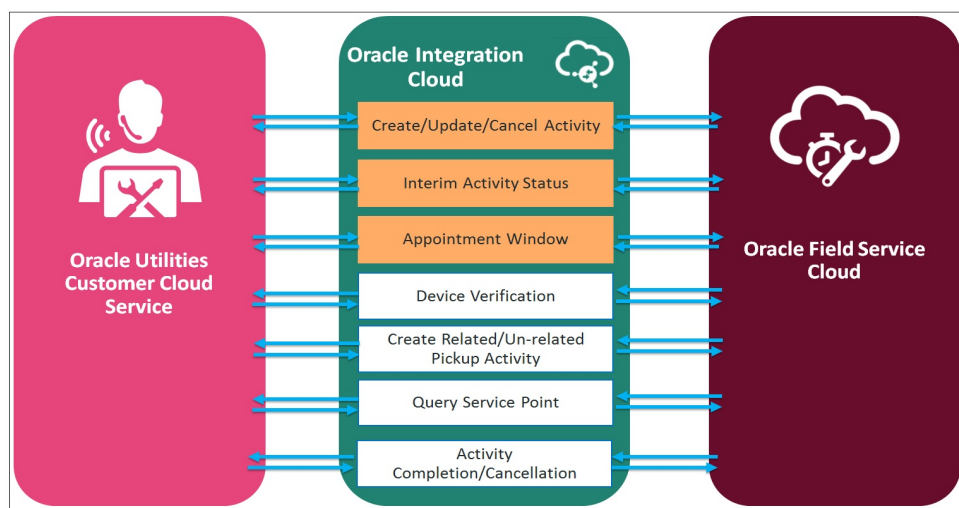 Oracle Integration
Cloud
Create/Update/Cancel Activity
Interim Activity Status
Appointment Window
Device Verification
Create Related/Un-related
Pickup Activity
Query Service Point
Activity
Completion/Cancellation
Oracle Utilities
Customer Cloud
Service
Oracle Field Service
Cloud